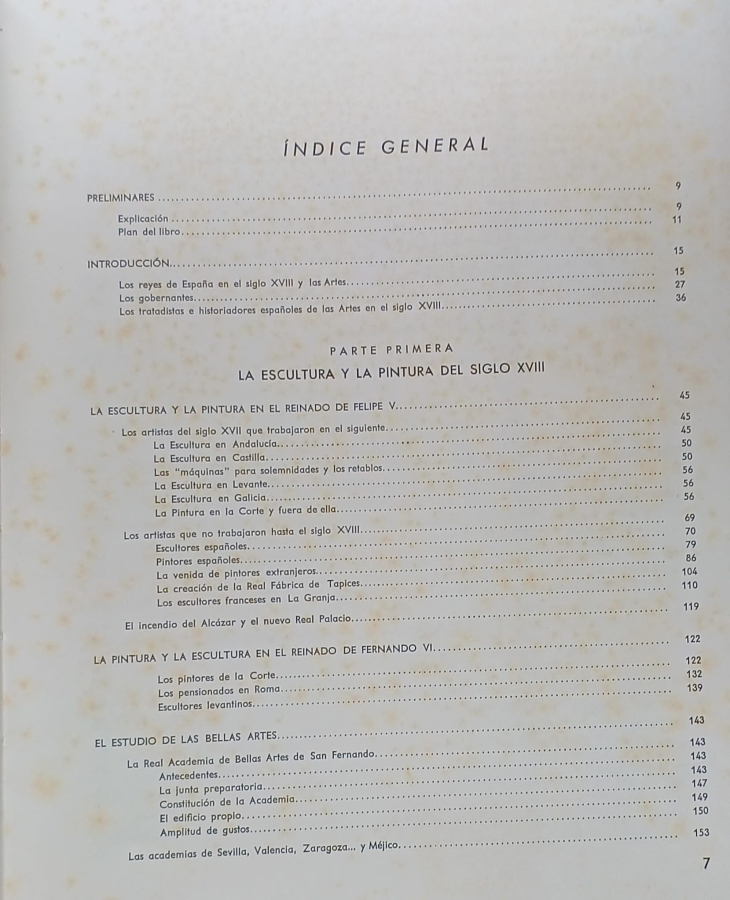 ÍNDICE GENERAL
PRELIMINARES 9
Explicación 9
Plan del libro 11
INTRODUCCIÓN 15
Los reyes de España en el siglo XVIII y las Artes 15
Los gobernantes 27
Los tratadistas e historiadores españoles de las Artes en el siglo XVIII 36
PARTE PRIMERA
LA ESCULTURA Y LA PINTURA DEL SIGLO XVIII
LA ESCULTURA Y LA PINTURA EN EL REINADO DE FELIPE V 45
Los artistas del siglo XVII que trabajaron en el siguiente 45
La Escultura en Andalucía 45
La Escultura en Castilla 50
Las "máquinas" para solemnidades y los retablos 50
La Escultura en Levante 56
La Escultura en Galicia 56
La Pintura en la Corte y fuera de ella 56
Los artistas que no trabajaron hasta el siglo XVIII 69
Escultores españoles 70
Pintores españoles 79
La venida de pintores extranjeros 86
La creación de la Real Fábrica de Tapices 104
Los escultores franceses en La Granja 110
El incendio del Alcázar y el nuevo Real Palacio 119
LA PINTURA Y LA ESCULTURA EN EL REINADO DE FERNANDO VI 122
Los pintores de la Corte 122
Los pensionados en Roma 132
Escultores levantinos 139
EL ESTUDIO DE LAS BELLAS ARTES 143
La Real Academia de Bellas Artes de San Fernando 143
Antecedentes 143
La junta preparatoria 143
Constitución de la Academia 147
El edificio propio 149
Amplitud de gustos 150
Las academias de Sevilla, Valencia, Zaragoza... y Méjico 153
7